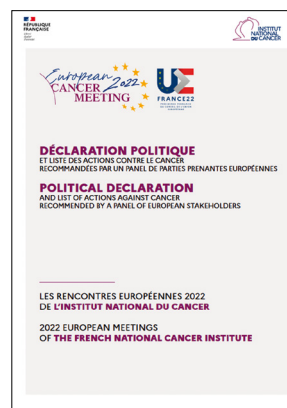 RÉPUBLIQUE
FRANÇAISE
INSTITUT
NATIONAL
DU CANCER
European
CANCER 2022
MEETING
UE
FRANCE22
DÉCLARATION POLITIQUE
ET LISTE DES ACTIONS CONTRE LE CANCER
RECOMMANDÉES PAR UN PANEL DE PARTIES PRENANTES EUROPÉENNES
POLITICAL DECLARATION
AND LIST OF ACTIONS AGAINST CANCER
RECOMMENDED BY A PANEL OF EUROPEAN STAKEHOLDERS
LES RENCONTRES EUROPÉENNES 2022
DE L'INSTITUT NATIONAL DU CANCER
2022 EUROPEAN MEETINGS
OF THE FRENCH NATIONAL CANCER INSTITUTE